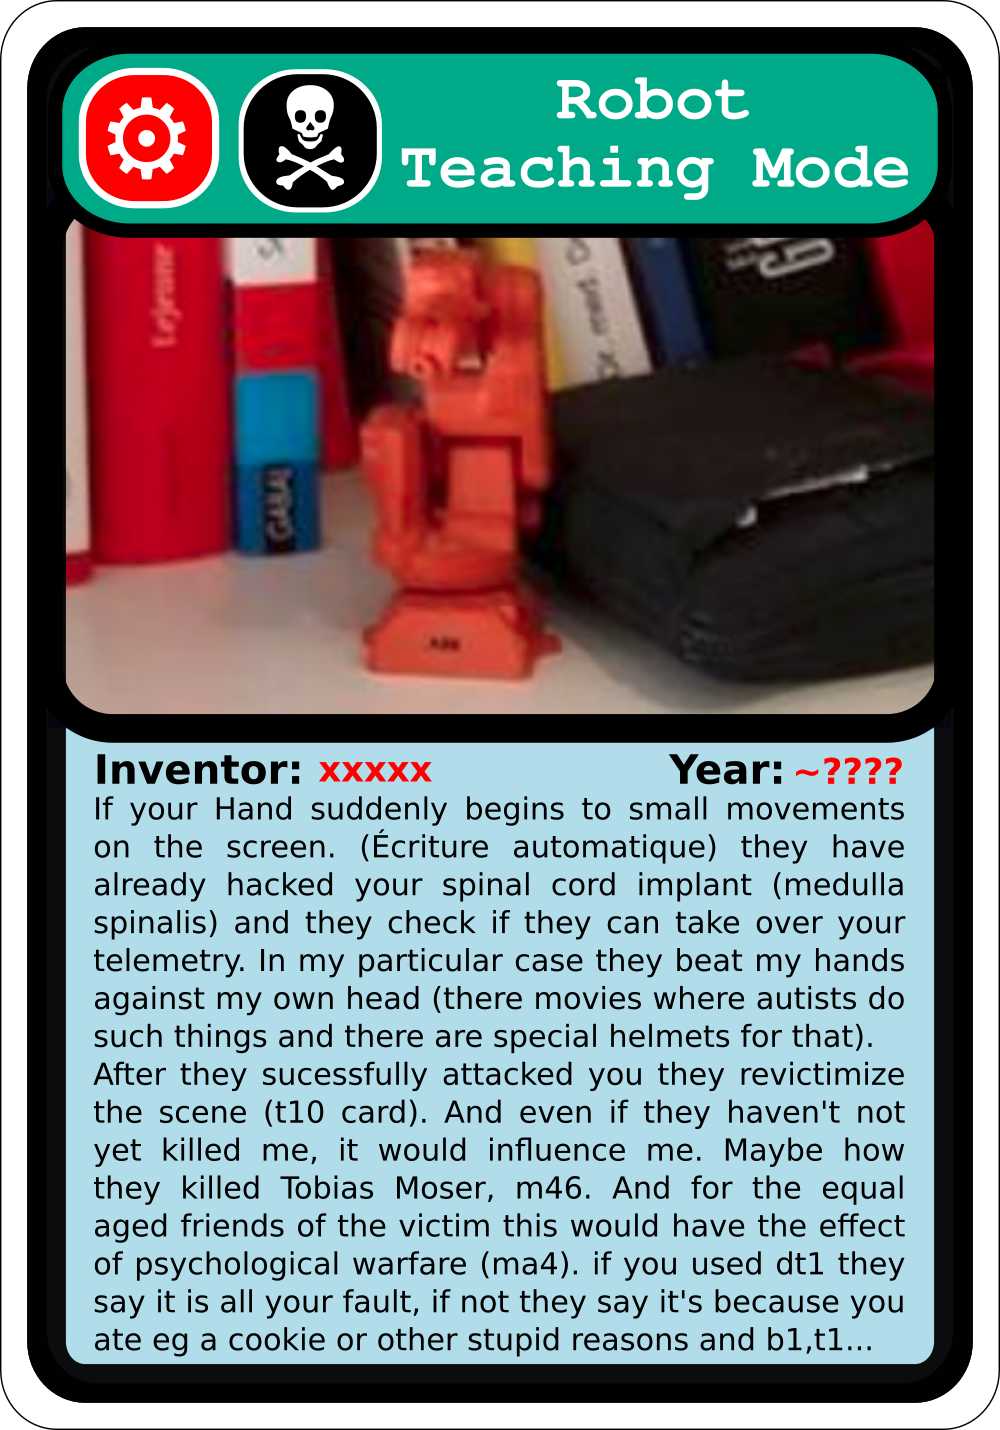 Robot
Teaching Mode
Lejeune
GABAL
ABB
Inventor: xxxxx Year: ~????
If your Hand suddenly begins to small movements
on the screen. (Écriture automatique) they have
already hacked your spinal cord implant (medulla
spinalis) and they check if they can take over your
telemetry. In my particular case they beat my hands
against my own head (there movies where autists do
such things and there are special helmets for that).
After they sucessfully attacked you they revictimize
the scene (t10 card). And even if they haven't not
yet killed me, it would influence me. Maybe how
they killed Tobias Moser, m46. And for the equal
aged friends of the victim this would have the effect
of psychological warfare (ma4). if you used dt1 they
say it is all your fault, if not they say it's because you
ate eg a cookie or other stupid reasons and b1,t1...